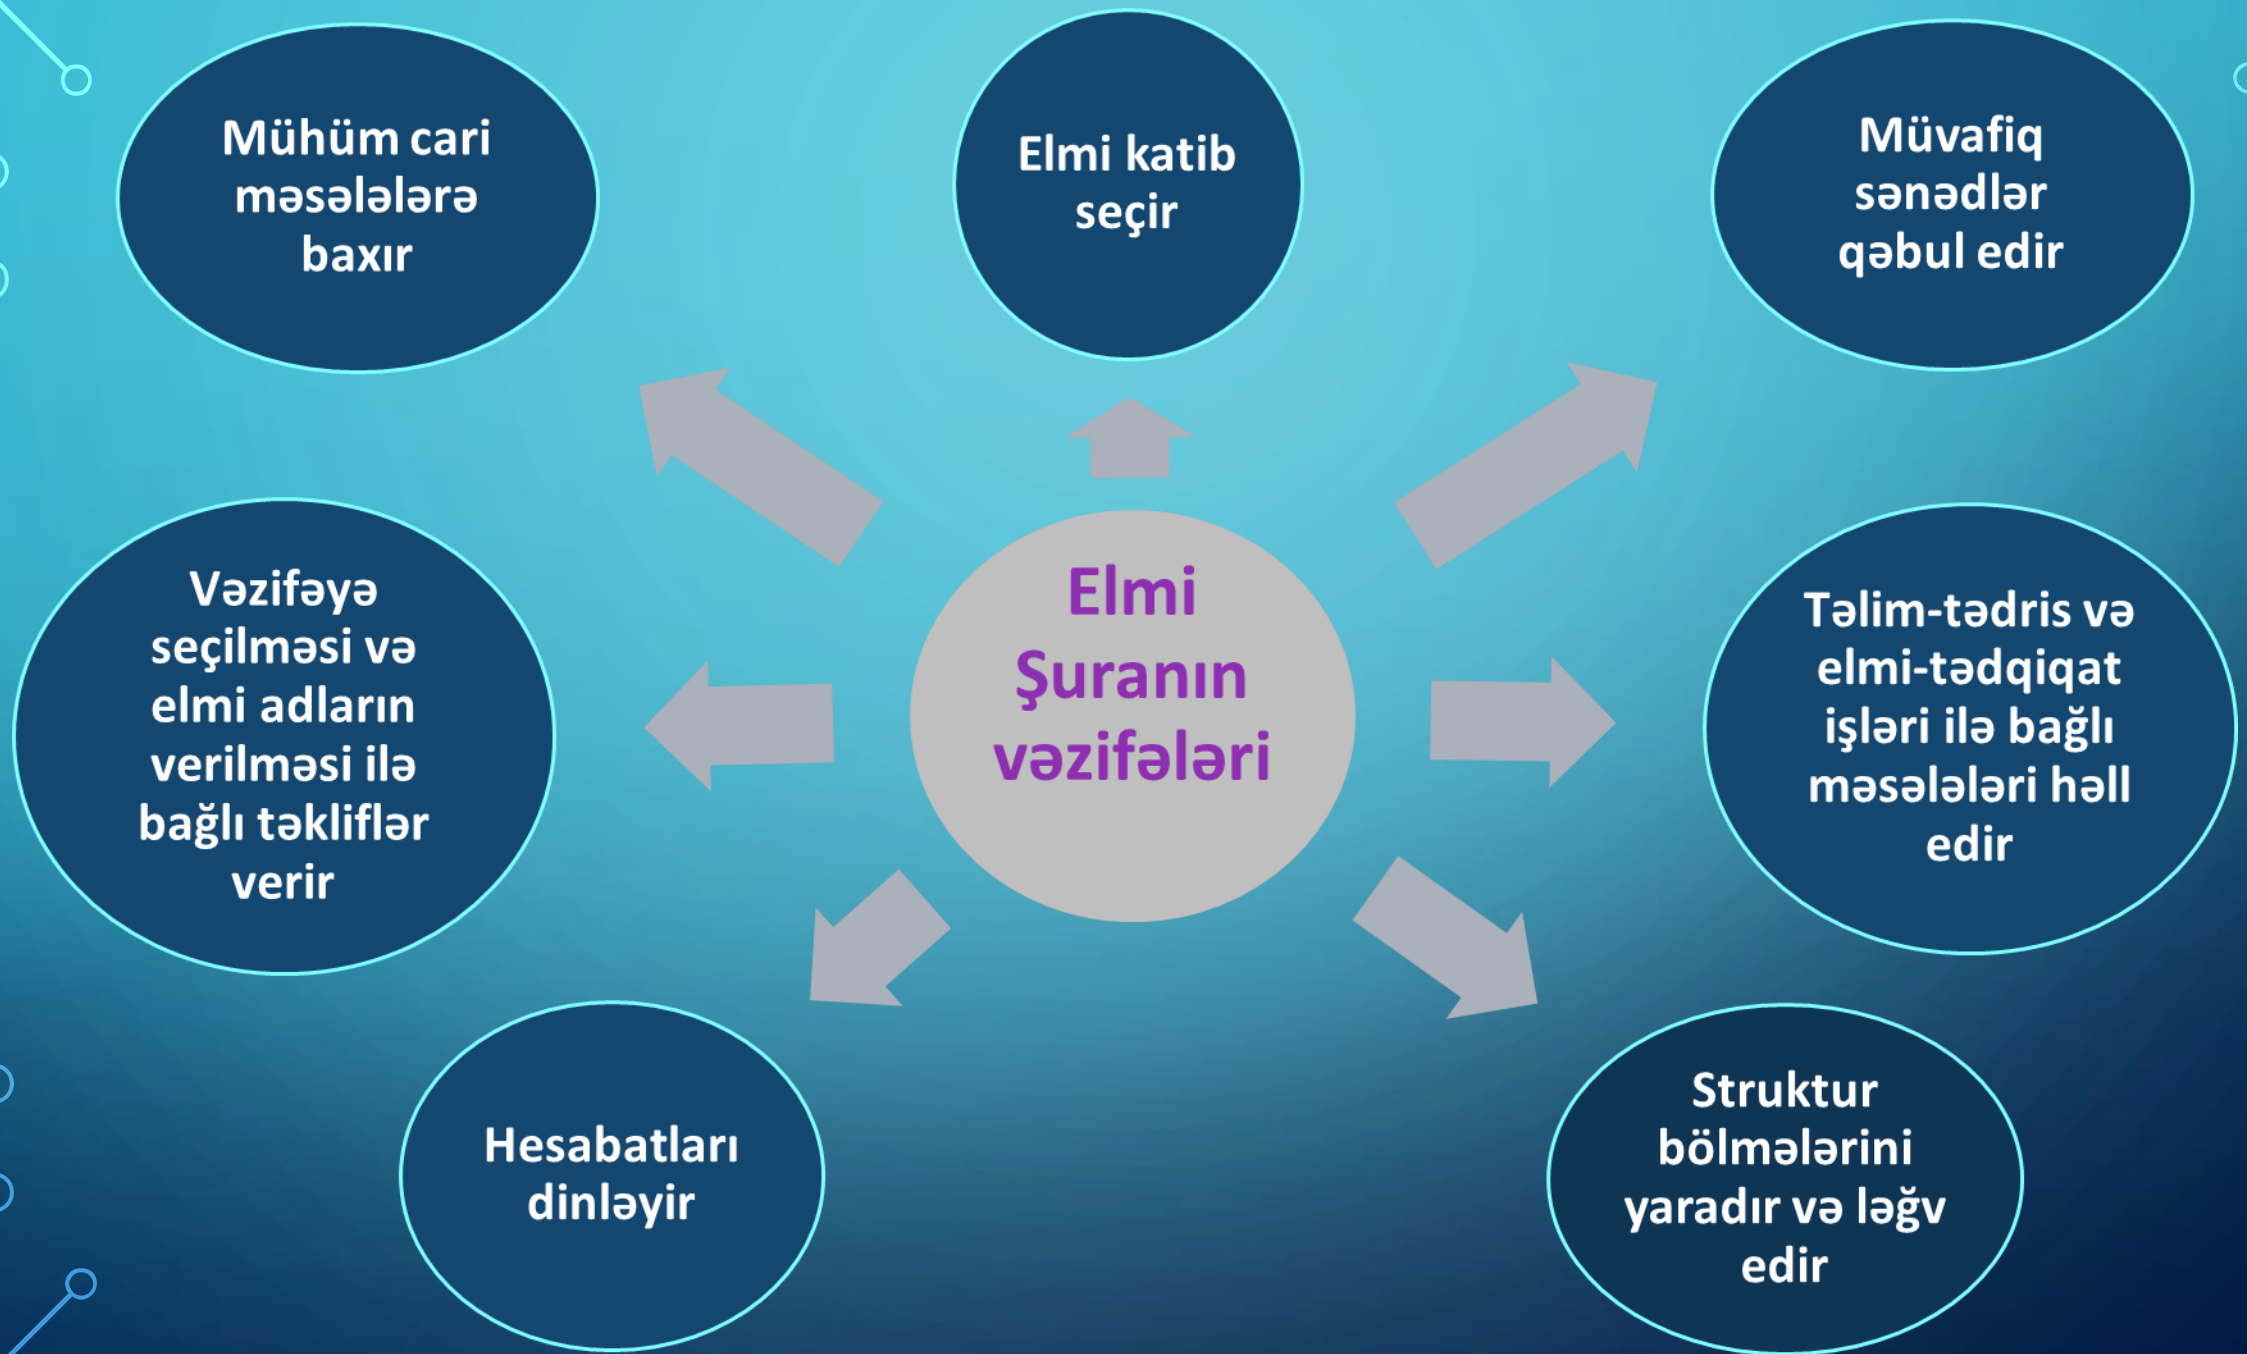 Mühüm cari
məsələlərə
baxır
Elmi katib
seçir
Müvafiq
sənədlər
qəbul edir
Vəzifəyə
seçilməsi və
elmi adların
verilməsi ilə
bağlı təkliflər
verir
Elmi
Şuranın
vəzifələri
Təlim-tədris və
elmi-tədqiqat
işləri ilə bağlı
məsələləri həll
edir
Hesabatları
dinləyir
Struktur
bölmələrini
yaradır və ləğv
edir